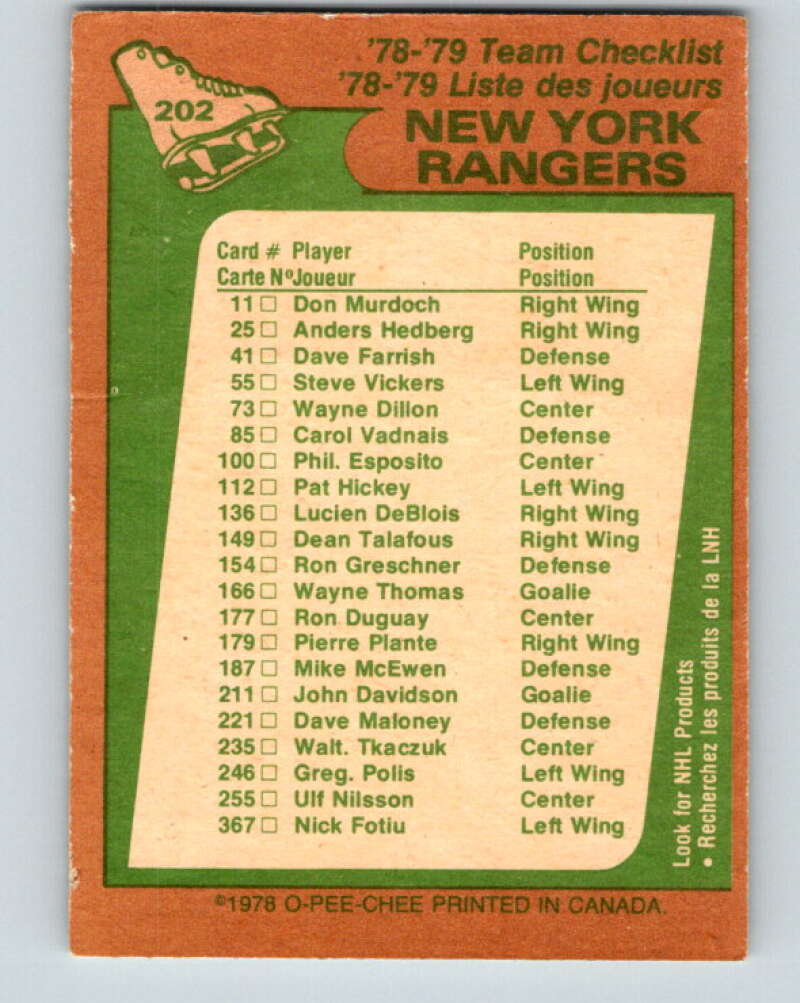 '78-'79 Team Checklist
'78-'79 Liste des joueurs
202
NEW YORK
RANGERS
Card # Player Position
Carte Nº Joueur Position
11 □ Don Murdoch Right Wing
25 □ Anders Hedberg Right Wing
41 □ Dave Farrish Defense
55 □ Steve Vickers Left Wing
73 □ Wayne Dillon Center
85 □ Carol Vadnais Defense
100 □ Phil. Esposito Center
112 □ Pat Hickey Left Wing
136 □ Lucien DeBlois Right Wing
149 □ Dean Talafous Right Wing
154 □ Ron Greschner Defense
166 □ Wayne Thomas Goalie
177 □ Ron Duguay Center
179 □ Pierre Plante Right Wing
187 □ Mike McEwen Defense
211 □ John Davidson Goalie
221 □ Dave Maloney Defense
235 □ Walt. Tkaczuk Center
246 □ Greg. Polis Left Wing
255 □ Ulf Nilsson Center
367 □ Nick Fotiu Left Wing
Look for NHL Products
• Recherchez les produits de la LNH
©1978 O-PEE-CHEE PRINTED IN CANADA.